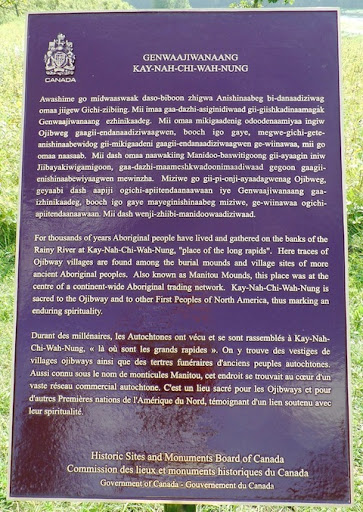 CANADA
GENWAAJIWANAANG
KAY-NAH-CHI-WAH-NUNG
Awashime go midwaaswaak daso-biboon zhigwa Anishinaabeg bi-danaadiziwag
omaa jiigew Gichi-ziibiing. Mii imaa gaa-dazhi-asiginidiwaad gii-giishkadinaamagak
Genwaajiwanaang ezhinikaadeg. Mii omaa mikigaadenig odoodenaamiyaa ingiw
Ojibweg gaagii-endanaadiziwaagwen, booch igo gaye, megwe-gichi-gete-
anishinaabewidog gii-mikigaadeni gaagii-endanaadiziwaagwen ge-wiinawaa, mii go
omaa naasaab. Mii dash omaa naawakiing Manidoo-baawitigoong gii-ayaagin iniw
Jiibayakiwigamigoon, gaa-dazhi-maameshkwadoonimaadiwaad gegoon gaagii-
enishinaabewiyaagwen mewinzha. Miziwe go gii-pi-onji-ayaadagwenag Ojibweg,
geyaabi dash aapiji ogichi-apiitendaanaawaan iye Genwaajiwanaang gaa-
izhinikaadeg, booch igo gaye mayeginishinaabeg miziwe, ge-wiinawaa ogichi-
apiitendaanaawaan. Mii dash wenji-zhiibi-manidoowaadiziwaad.
For thousands of years Aboriginal people have lived and gathered on the banks of the
Rainy River at Kay-Nah-Chi-Wah-Nung, "place of the long rapids". Here traces of
Ojibway villages are found among the burial mounds and village sites of more
ancient Aboriginal peoples. Also known as Manitou Mounds, this place was at the
centre of a continent-wide Aboriginal trading network. Kay-Nah-Chi-Wah-Nung is
sacred to the Ojibway and to other First Peoples of North America, thus marking an
enduring spirituality.
Durant des millénaires, les Autochtones ont vécu et se sont rassemblés à Kay-Nah-
Chi-Wah-Nung, « là où sont les grands rapides ». On y trouve des vestiges de
villages ojibways ainsi que des tertres funéraires d'anciens peuples autochtones.
Aussi connu sous le nom de monticules Manitou, cet endroit se trouvait au cœur d'un
vaste réseau commercial autochtone. C'est un lieu sacré pour les Ojibways et pour
d'autres Premières nations de l'Amérique du Nord, témoignant d'un lien soutenu avec
leur spiritualité.
Historic Sites and Monuments Board of Canada
Commission des lieux et monuments historiques du Canada
Government of Canada - Gouvernement du Canada